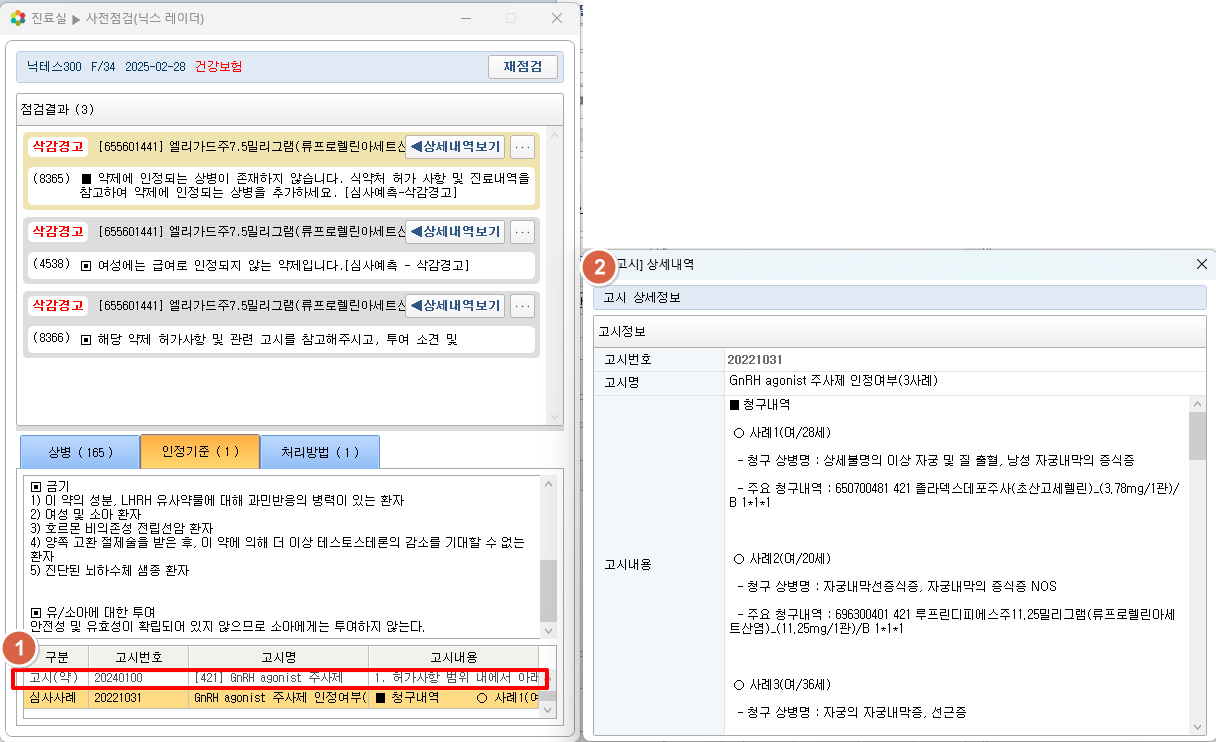 진료실 ▶ 사전점검(닉스 레이더)
닉테스300 F/34 2025-02-28 건강보험
재점검
점검결과 (3)
삭감경고 [655601441] 엘리가드주7.5밀리그램(류프로렐린아세트산 ◀상세내역보기 ...
(8365) ■ 약제에 인정되는 상병이 존재하지 않습니다. 식약처 허가 사항 및 진료내역을
참고하여 약제에 인정되는 상병을 추가하세요. [심사예측-삭감경고]
삭감경고 [655601441] 엘리가드주7.5밀리그램(류프로렐린아세트산 ◀상세내역보기 ...
(4538) ▣ 여성에는 급여로 인정되지 않는 약제입니다.[심사예측 - 삭감경고]
삭감경고 [655601441] 엘리가드주7.5밀리그램(류프로렐린아세트산 ◀상세내역보기 ...
(8366) ▣ 해당 약제 허가사항 및 관련 고시를 참고해주시고, 투여 소견 및
상병 ( 165 ) 인정기준 ( 1 ) 처리방법 ( 1 )
▣ 금기
1) 이 약의 성분, LHRH 유사약물에 대해 과민반응의 병력이 있는 환자
2) 여성 및 소아 환자
3) 호르몬 비의존성 전립선암 환자
4) 양쪽 고환 절제술을 받은 후, 이 약에 의해 더 이상 테스토스테론의 감소를 기대할 수 없는
환자
5) 진단된 뇌하수체 샘종 환자
▣ 유/소아에 대한 투여
안전성 및 유효성이 확립되어 있지 않으므로 소아에게는 투여하지 않는다.
1
구분 고시번호 고시명 고시내용
고시(약) 20240100 [421] GnRH agonist 주사제 1. 허가사항 범위 내에서 아래
심사사례 20221031 GnRH agonist 주사제 인정여부( ■ 청구내역 ○ 사례1(여
2
고시] 상세내역
고시 상세정보
고시정보
고시번호 20221031
고시명 GnRH agonist 주사제 인정여부(3사례)
고시내용
■ 청구내역
○ 사례1(여/28세)
- 청구 상병명 : 상세불명의 이상 자궁 및 질 출혈, 낭성 자궁내막의 증식증
- 주요 청구내역 : 650700481 421 졸라덱스데포주사(초산고세렐린)_(3.78mg/1관)/
B 1*1*1
○ 사례2(여/20세)
- 청구 상병명 : 자궁내막선증식증, 자궁내막의 증식증 NOS
- 주요 청구내역 : 696300401 421 루프린디피에스주11.25밀리그램(류프로렐린아세
트산염)_(11.25mg/1관)/B 1*1*1
○ 사례3(여/36세)
- 청구 상병명 : 자궁의 자궁내막증, 선근증